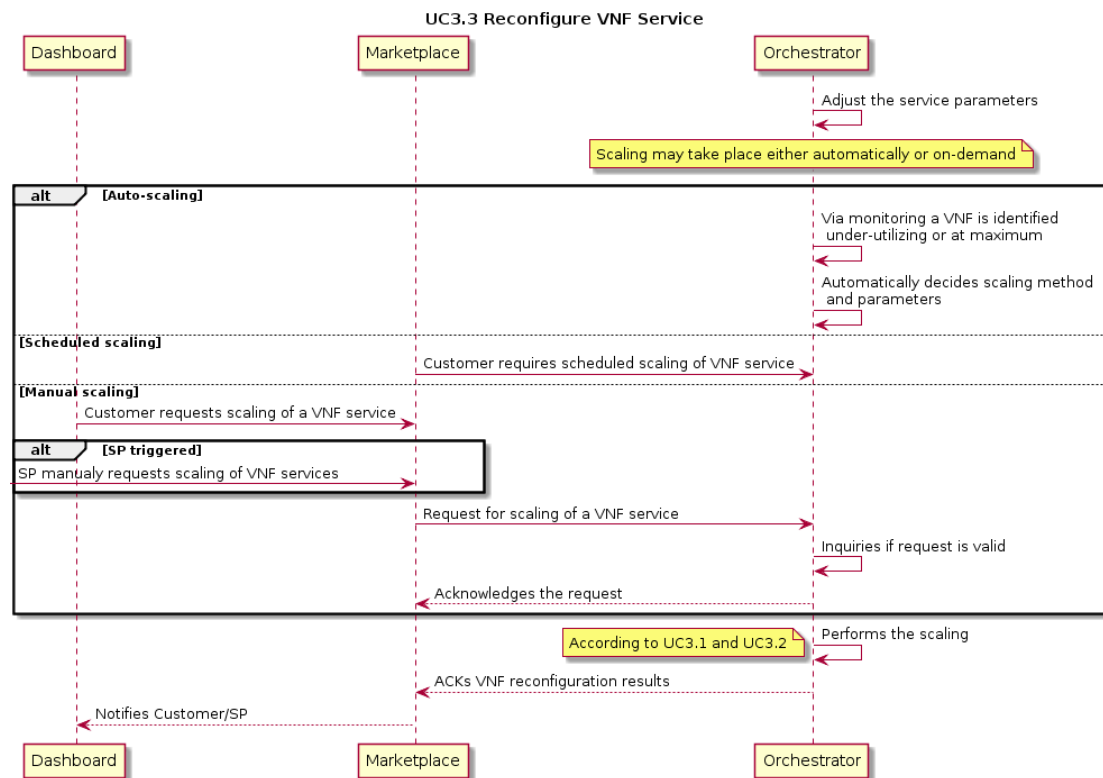 UC3.3 Reconfigure VNF Service
Dashboard
Marketplace
Orchestrator
Adjust the service parameters
Scaling may take place either automatically or on-demand
alt
[Auto-scaling]
Via monitoring a VNF is identified
under-utilizing or at maximum
Automatically decides scaling method
and parameters
[Scheduled scaling]
Customer requires scheduled scaling of VNF service
[Manual scaling]
Customer requests scaling of a VNF service
alt
[SP triggered]
SP manualy requests scaling of VNF services
Request for scaling of a VNF service
Inquiries if request is valid
Acknowledges the request
According to UC3.1 and UC3.2
Performs the scaling
ACKs VNF reconfiguration results
Notifies Customer/SP
Dashboard
Marketplace
Orchestrator